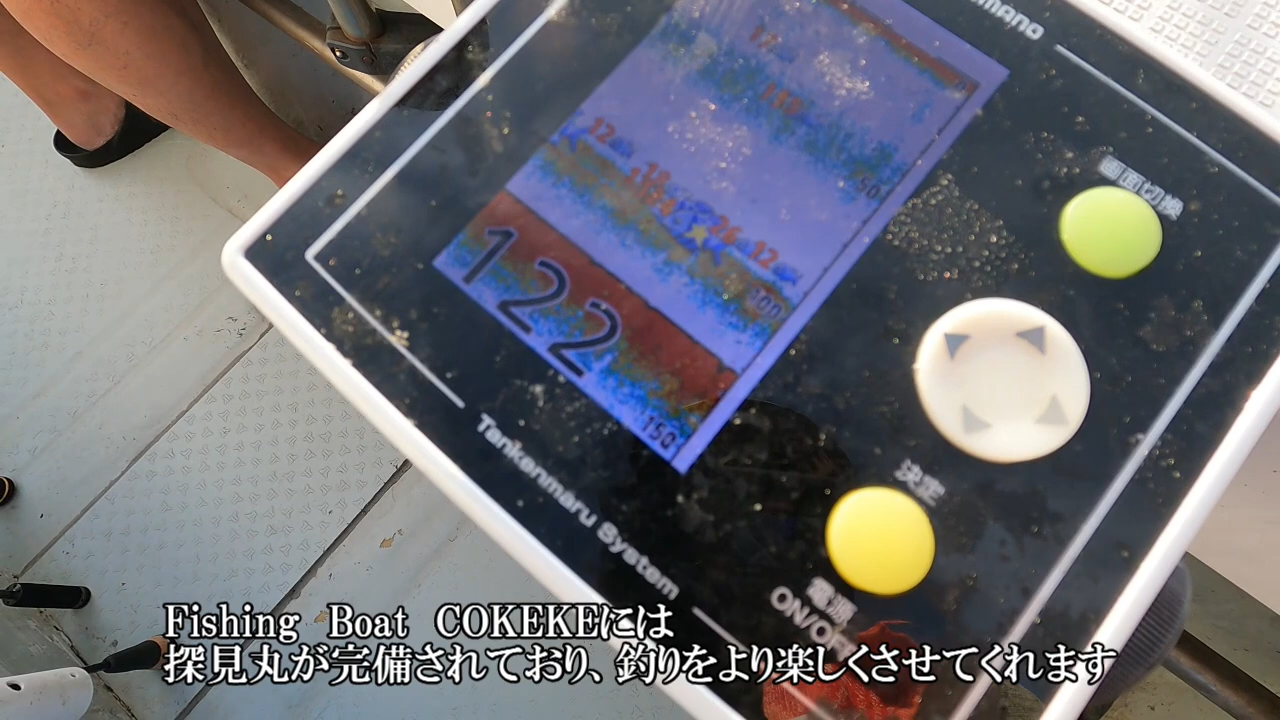 画面切換
50
100
122
150
決定
電源
ON/OFF
Tankenmaru System
Fishing Boat COKEKEには
探見丸が完備されており、釣りをより楽しくさせてくれます